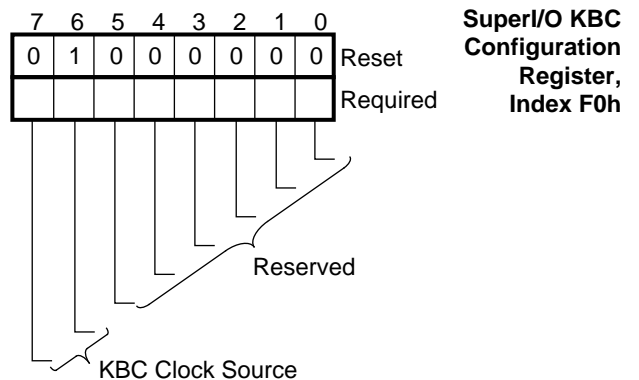 7 6 5 4 3 2 1 0
0 1 0 0 0 0 0 0 Reset
Required
SuperI/O KBC
Configuration
Register,
Index F0h
Reserved
KBC Clock Source